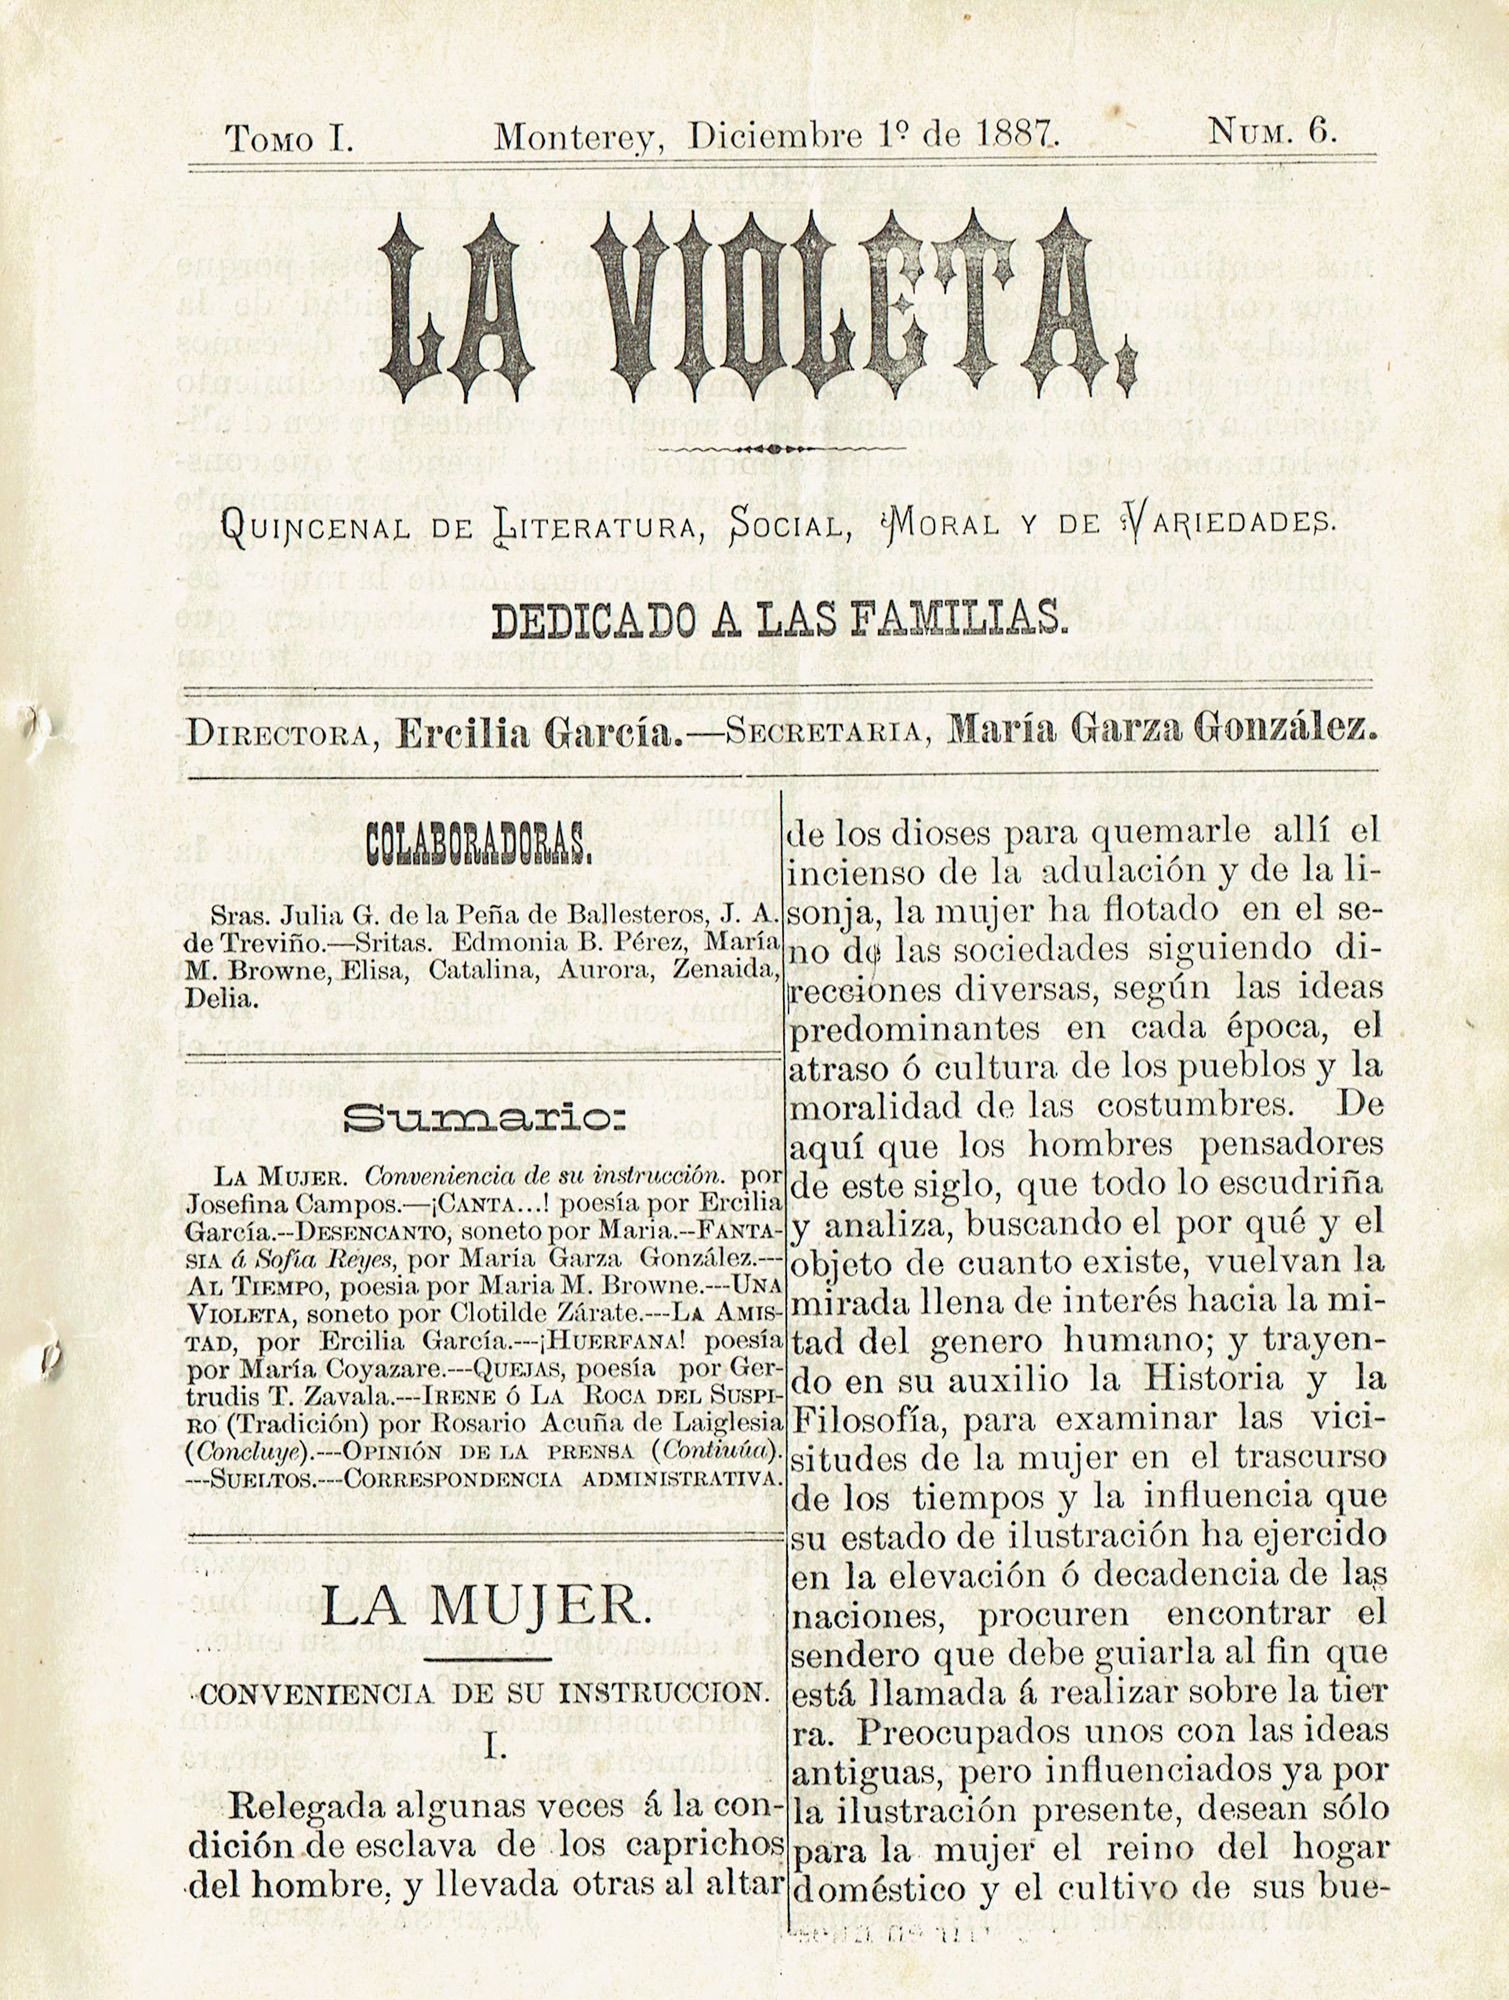 TOMO I. Monterey, Diciembre 1º de 1887. NUM. 6.
LA VIOLETA,
QUINCENAL DE LITERATURA, SOCIAL, MORAL Y DE VARIEDADES.
DEDICADO A LAS FAMILIAS.
DIRECTORA, Ercilia García.—SECRETARIA, María Garza González.
COLABORADORAS.
Sras. Julia G. de la Peña de Ballesteros, J. A.
de Treviño.—Sritas. Edmonia B. Pérez, María
M. Browne, Elisa, Catalina, Aurora, Zenaida,
Delia.
Sumario:
LA MUJER. Conveniencia de su instrucción. por
Josefina Campos.—¡CANTA...! poesía por Ercilia
García.--DESENCANTO, soneto por Maria.--FANTA-
SIA á Sofía Reyes, por María Garza González.---
AL TIEMPO, poesia por Maria M. Browne.---UNA
VIOLETA, soneto por Clotilde Zárate.---LA AMIS-
TAD, por Ercilia García.---¡HUERFANA! poesía
por María Coyazare.---QUEJAS, poesía por Ger-
trudis T. Zavala.---IRENE ó LA ROCA DEL SUSPI-
RO (Tradición) por Rosario Acuña de Laiglesia
(Concluye).---OPINIÓN DE LA PRENSA (Continúa).
---SUELTOS.---CORRESPONDENCIA ADMINISTRATIVA.
LA MUJER.
CONVENIENCIA DE SU INSTRUCCION.
I.
Relegada algunas veces á la con-
dición de esclava de los caprichos
del hombre, y llevada otras al altar
de los dioses para quemarle allí el
incienso de la adulación y de la li-
sonja, la mujer ha flotado en el se-
no de las sociedades siguiendo di-
recciones diversas, según las ideas
predominantes en cada época, el
atraso ó cultura de los pueblos y la
moralidad de las costumbres. De
aquí que los hombres pensadores
de este siglo, que todo lo escudriña
y analiza, buscando el por qué y el
objeto de cuanto existe, vuelvan la
mirada llena de interés hacia la mi-
tad del genero humano; y trayen-
do en su auxilio la Historia y la
Filosofía, para examinar las vici-
situdes de la mujer en el trascurso
de los tiempos y la influencia que
su estado de ilustración ha ejercido
en la elevación ó decadencia de las
naciones, procuren encontrar el
sendero que debe guiarla al fin que
está llamada á realizar sobre la tier
ra. Preocupados unos con las ideas
antiguas, pero influenciados ya por
la ilustración presente, desean sólo
para la mujer el reino del hogar
doméstico y el cultivo de sus bue-